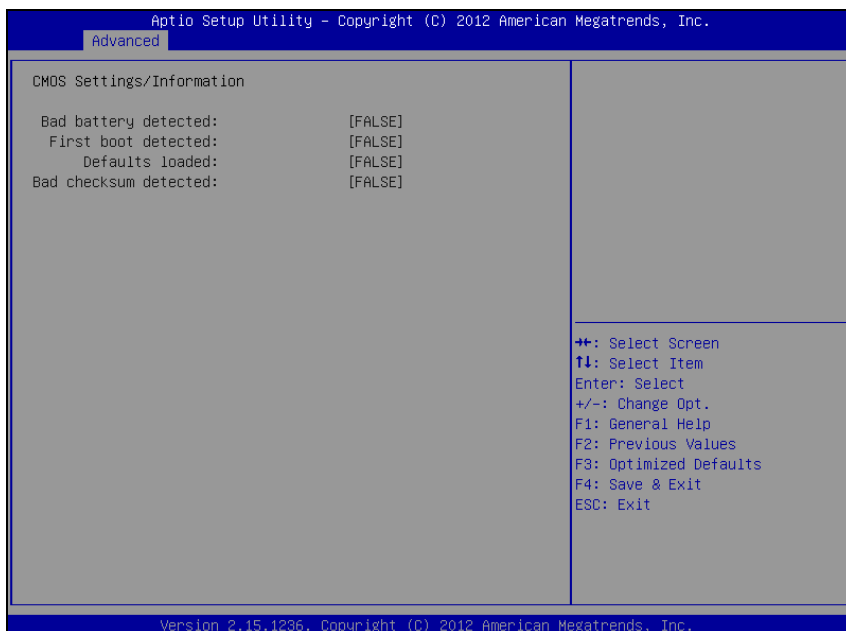 Aptio Setup Utility – Copyright (C) 2012 American Megatrends, Inc.
Advanced
CMOS Settings/Information
Bad battery detected: [FALSE]
First boot detected: [FALSE]
Defaults loaded: [FALSE]
Bad checksum detected: [FALSE]
→←: Select Screen
↑↓: Select Item
Enter: Select
+/-: Change Opt.
F1: General Help
F2: Previous Values
F3: Optimized Defaults
F4: Save & Exit
ESC: Exit
Version 2.15.1236. Copyright (C) 2012 American Megatrends, Inc.